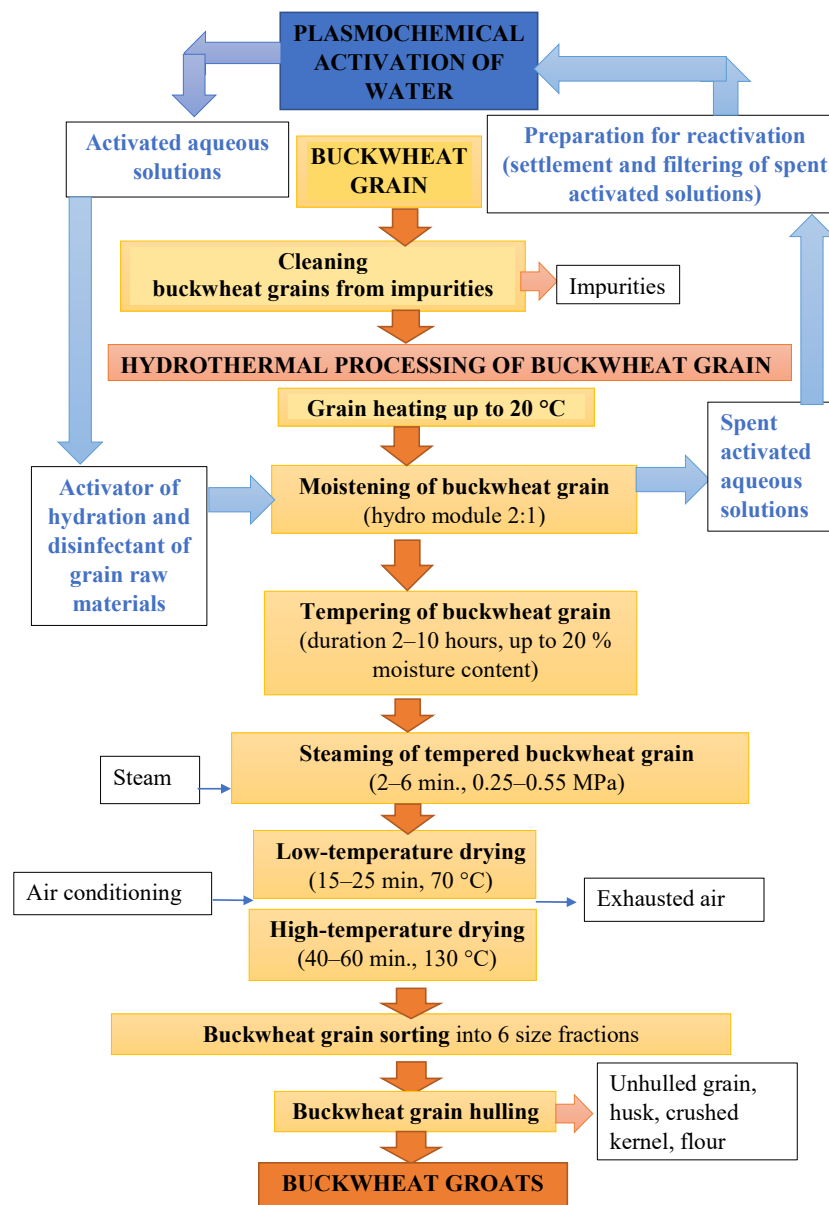 PLASMOCHEMICAL
ACTIVATION OF
WATER
Activated aqueous
solutions
BUCKWHEAT
GRAIN
Preparation for reactivation
(settlement and filtering of spent
activated solutions)
Cleaning
buckwheat grains from impurities
Impurities
HYDROTHERMAL PROCESSING OF BUCKWHEAT GRAIN
Grain heating up to 20 °C
Activator of
hydration and
disinfectant of
grain raw
materials
Moistening of buckwheat grain
(hydro module 2:1)
Spent
activated
aqueous
solutions
Tempering of buckwheat grain
(duration 2–10 hours, up to 20 %
moisture content)
Steam
Steaming of tempered buckwheat grain
(2–6 min., 0.25–0.55 MPa)
Low-temperature drying
(15–25 min, 70 °C)
Air conditioning
Exhausted air
High-temperature drying
(40–60 min., 130 °C)
Buckwheat grain sorting into 6 size fractions
Buckwheat grain hulling
Unhulled grain,
husk, crushed
kernel, flour
BUCKWHEAT GROATS